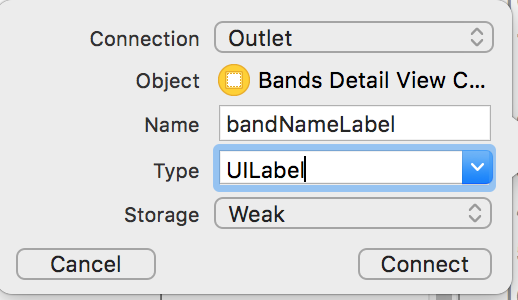 Connection Outlet
Object Bands Detail View C...
Name bandNameLabel
Type UILabel
Storage Weak
Cancel Connect